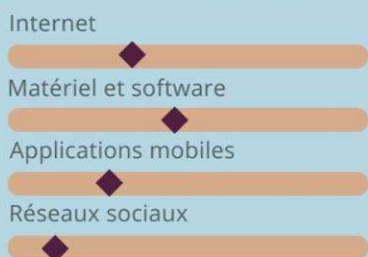 Internet
Matériel et software
Applications mobiles
Réseaux sociaux